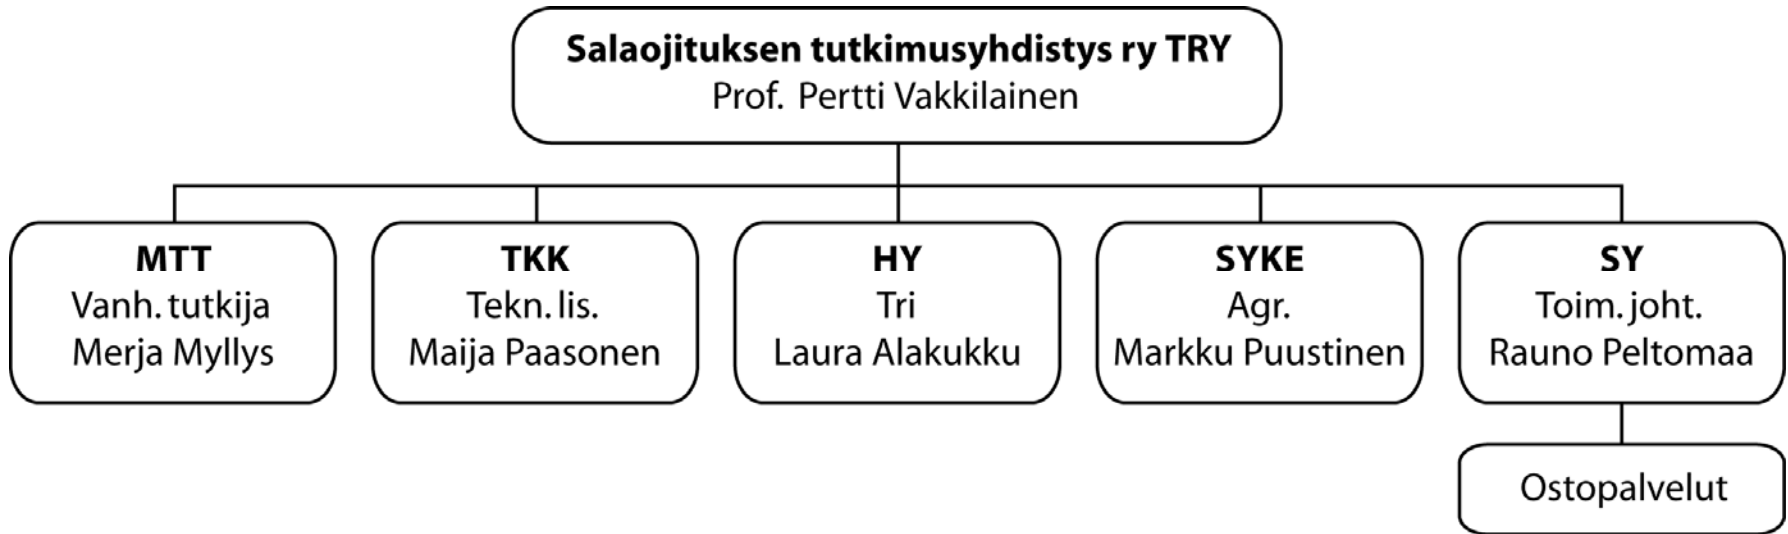 Salaojituksen tutkimusyhdistys ry TRY
Prof. Pertti Vakkilainen
MTT
Vanh. tutkija
Merja Myllys
TKK
Tekn. lis.
Maija Paasonen
HY
Tri
Laura Alakukku
SYKE
Agr.
Markku Puustinen
SY
Toim. joht.
Rauno Peltomaa
Ostopalvelut